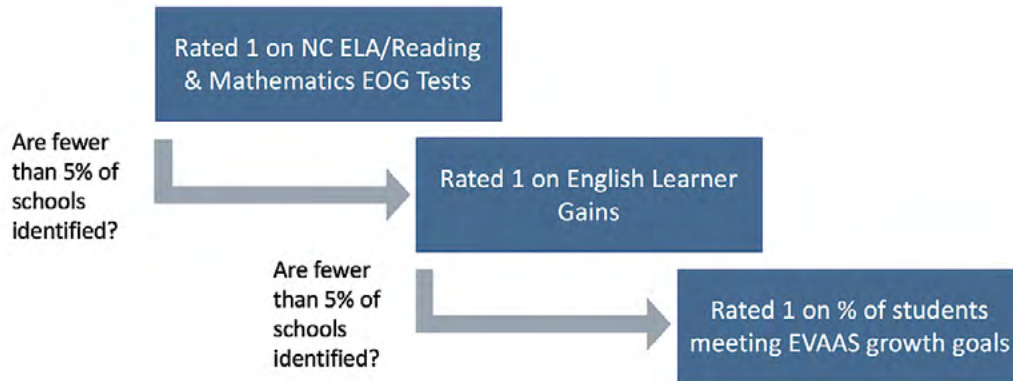 Rated 1 on NC ELA/Reading
& Mathematics EOG Tests
Are fewer
than 5% of
schools
identified?
Rated 1 on English Learner
Gains
Are fewer
than 5% of
schools
identified?
Rated 1 on % of students
meeting EVAAS growth goals